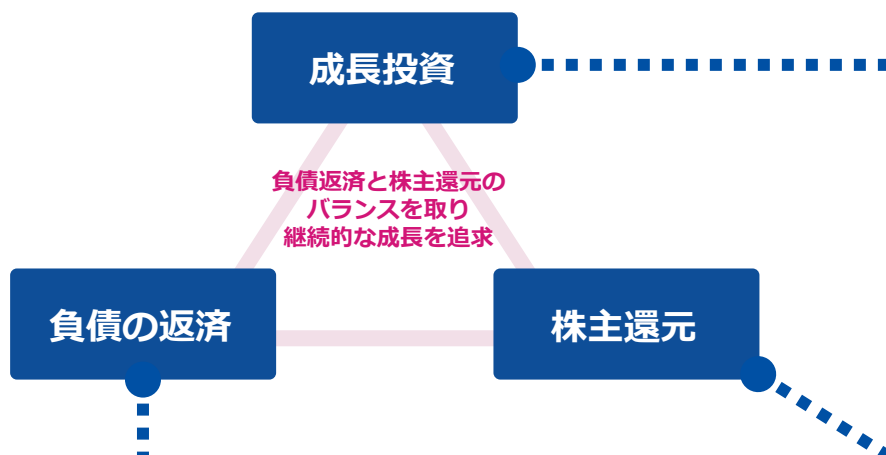 成長投資
負債返済と株主還元の
バランスを取り
継続的な成長を追求
負債の返済
株主還元